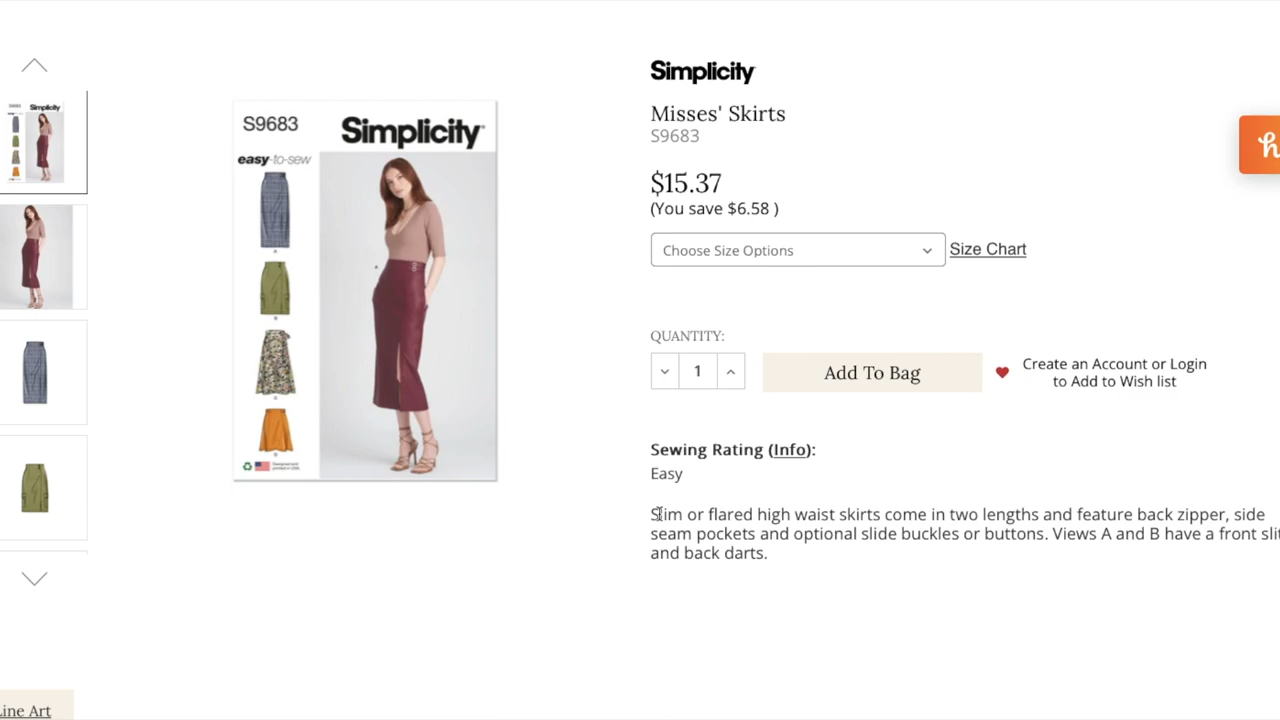 Simplicity
Misses' Skirts
S9683
$15.37
(You save $6.58 )
Choose Size Options
Size Chart
QUANTITY:
1
Add To Bag
Create an Account or Login
to Add to Wish list
Sewing Rating (Info):
Easy
Slim or flared high waist skirts come in two lengths and feature back zipper, side
seam pockets and optional slide buckles or buttons. Views A and B have a front slit
and back darts.
S9683
Simplicity
easy-to-sew
A
B
Simplicity
h
Line Art